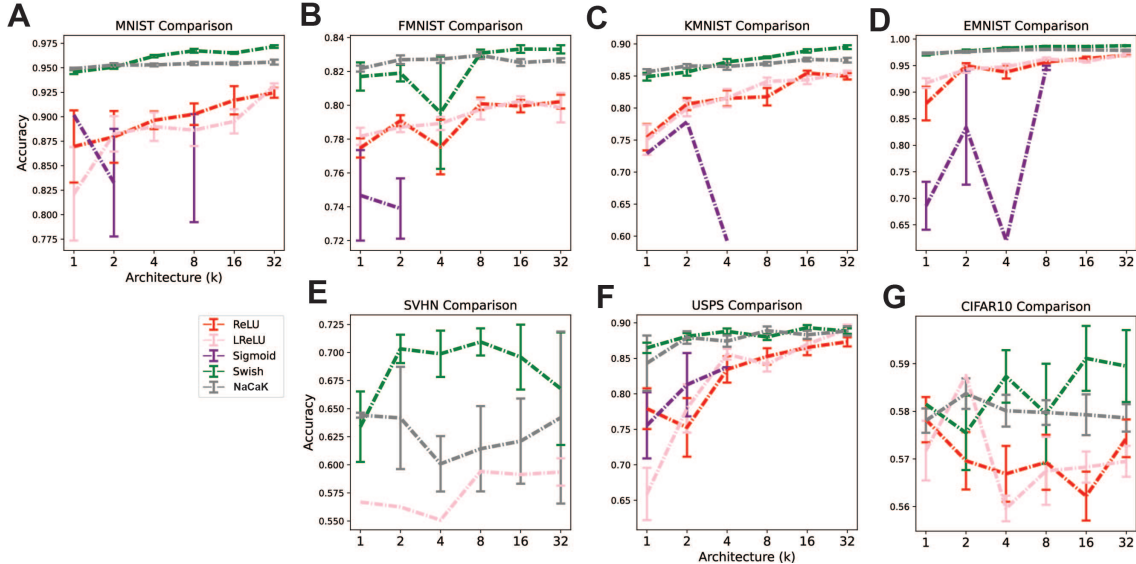 A
MNIST Comparison
0.975
0.950
0.925
0.900
0.875
0.850
0.825
0.800
0.775
Accuracy
1 2 4 8 16 32
Architecture (k)
B
FMNIST Comparison
0.84
0.82
0.80
0.78
0.76
0.74
0.72
1 2 4 8 16 32
C
KMNIST Comparison
0.90
0.85
0.80
0.75
0.70
0.65
0.60
1 2 4 8 16 32
D
EMNIST Comparison
1.00
0.95
0.90
0.85
0.80
0.75
0.70
0.65
1 2 4 8 16 32
ReLU
LReLU
Sigmoid
Swish
NaCaK
E
SVHN Comparison
0.725
0.700
0.675
0.650
0.625
0.600
0.575
0.550
Accuracy
1 2 4 8 16 32
F
USPS Comparison
0.90
0.85
0.80
0.75
0.70
0.65
1 2 4 8 16 32
Architecture (k)
G
CIFAR10 Comparison
0.59
0.58
0.57
0.56
1 2 4 8 16 32